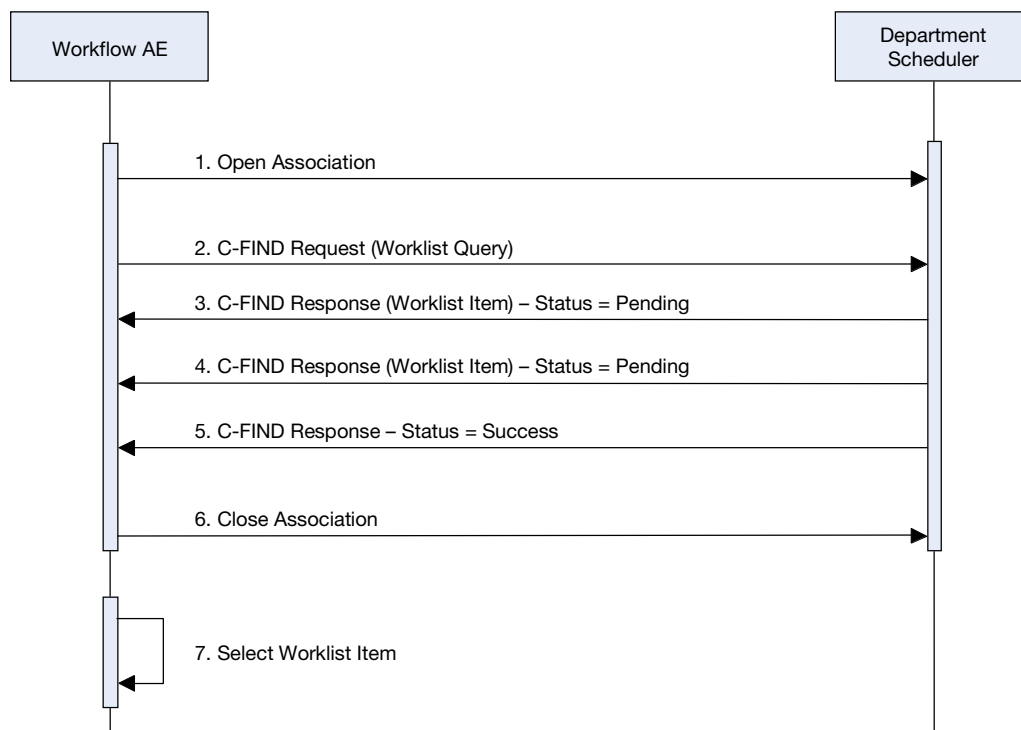 Workflow AE
Department
Scheduler
1. Open Association
2. C-FIND Request (Worklist Query)
3. C-FIND Response (Worklist Item) – Status = Pending
4. C-FIND Response (Worklist Item) – Status = Pending
5. C-FIND Response – Status = Success
6. Close Association
7. Select Worklist Item